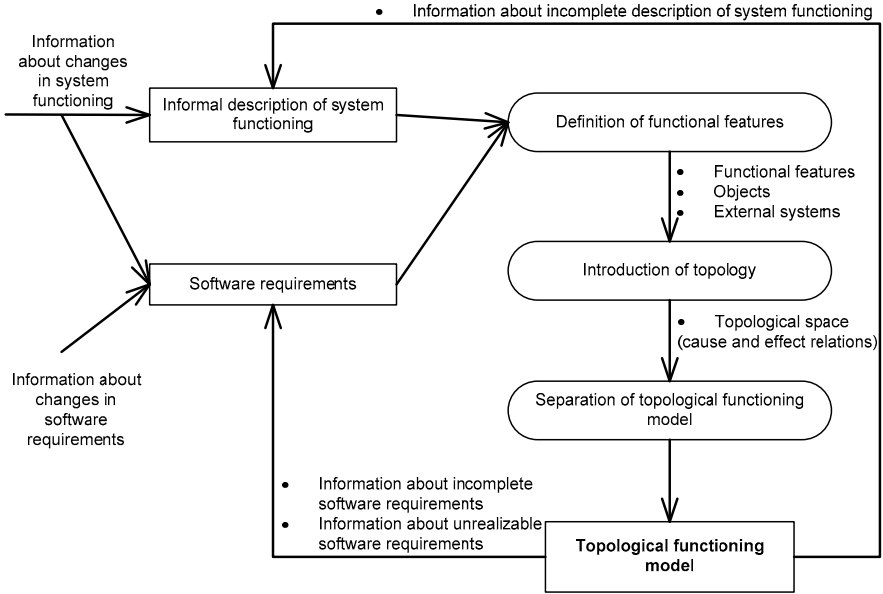 • Information about incomplete description of system functioning
Information
about changes
in system
functioning
Informal description of system
functioning
Definition of functional features
• Functional features
• Objects
• External systems
Software requirements
Introduction of topology
• Topological space
(cause and effect relations)
Information about
changes in
software
requirements
Separation of topological functioning
model
• Information about incomplete
software requirements
• Information about unrealizable
software requirements
Topological functioning
model